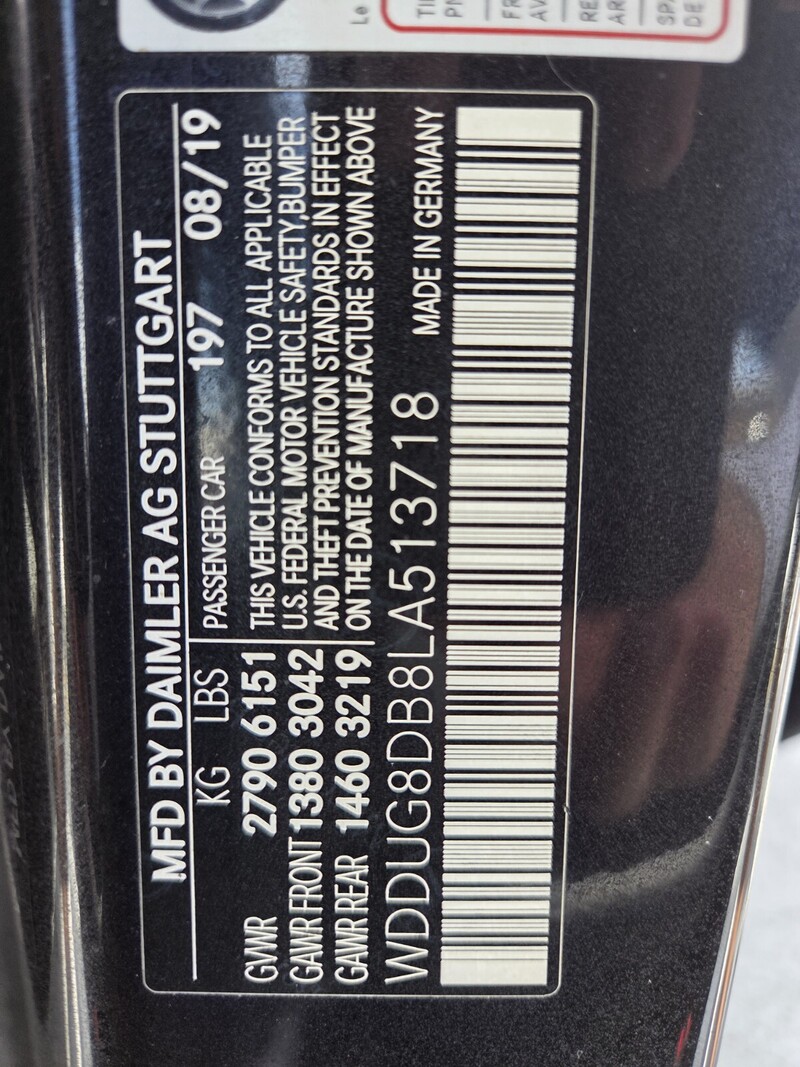 MFD BY DAIMLER AG STUTTGART
KG LBS PASSENGER CAR 197 08/19
GVWR 2790 6151 THIS VEHICLE CONFORMS TO ALL APPLICABLE
GAWR FRONT 1380 3042 U.S. FEDERAL MOTOR VEHICLE SAFETY,BUMPER
GAWR REAR 1460 3219 AND THEFT PREVENTION STANDARDS IN EFFECT
ON THE DATE OF MANUFACTURE SHOWN ABOVE
WDDUG8DB8LA513718 MADE IN GERMANY
Le